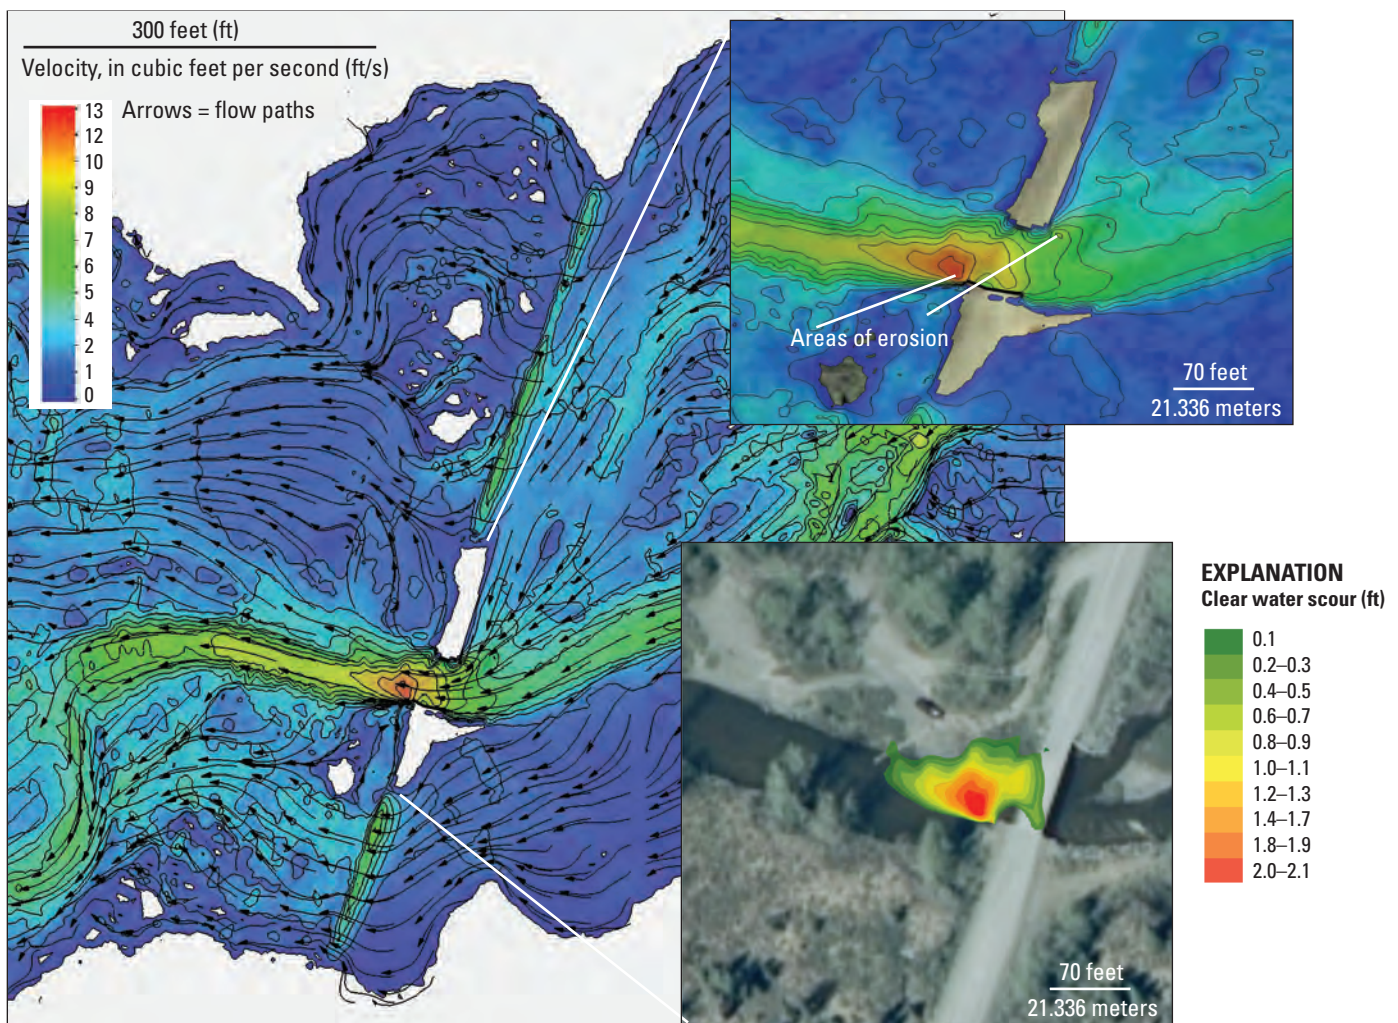 300 feet (ft)
Velocity, in cubic feet per second (ft/s)
Arrows = flow paths
13
12
10
9
8
7
6
5
4
2
1
0
Areas of erosion
70 feet
21.336 meters
EXPLANATION
Clear water scour (ft)
0.1
0.2–0.3
0.4–0.5
0.6–0.7
0.8–0.9
1.0–1.1
1.2–1.3
1.4–1.7
1.8–1.9
2.0–2.1
70 feet
21.336 meters